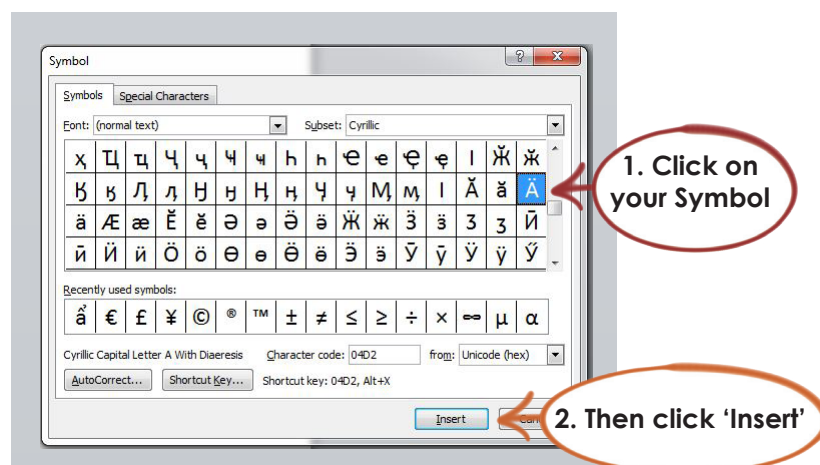 Symbol
Symbols Special Characters
Font: (normal text) Subset: Cyrillic
ҳ Ҵ ҵ Ҷ ҷ Ҹ ҹ Һ һ Ҽ ҽ Ҿ ҿ Ӏ Ӂ ӂ
Ӄ ӄ Ӆ ӆ Ӈ ӈ Ӊ ӊ Ӌ ӌ Ӎ ӎ ӏ Ӑ ӑ Ӓ
ӓ Ӕ ӕ Ӗ ӗ Ә ә Ӛ ӛ Ӝ ӝ Ӟ ӟ Ӡ ӡ Ӣ
ӣ Ӥ ӥ Ӧ ӧ Ө ө Ӫ ӫ Ӭ ӭ Ӯ ӯ Ӱ ӱ Ӳ
Recently used symbols:
ẩ € £ ¥ © ® ™ ± ≠ ≤ ≥ ÷ × ∞ µ α
Cyrillic Capital Letter A With Diaeresis Character code: 04D2 from: Unicode (hex)
AutoCorrect... Shortcut Key... Shortcut key: 04D2, Alt+X
Insert
1. Click on
your Symbol
2. Then click ‘Insert’